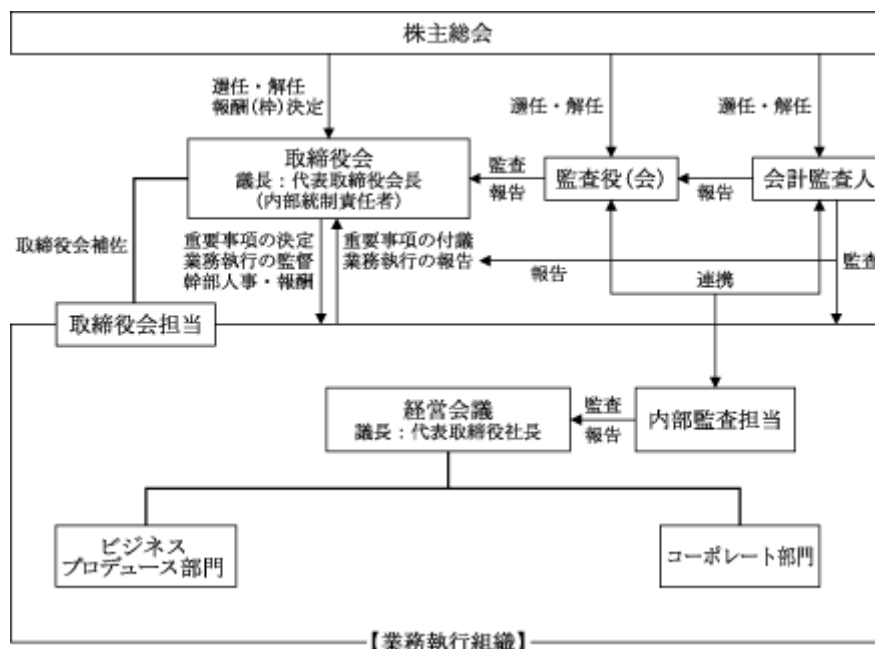 株主総会
選任・解任
報酬(枠)決定
選任・解任
選任・解任
取締役会
議長：代表取締役会長
(内部統制責任者)
監査
報告
監査役(会)
報告
会計監査人
取締役会補佐
重要事項の決定
業務執行の監督
幹部人事・報酬
重要事項の付議
業務執行の報告
報告
連携
監査
取締役会担当
経営会議
議長：代表取締役社長
監査
報告
内部監査担当
ビジネス
プロデュース部門
コーポレート部門
【業務執行組織】